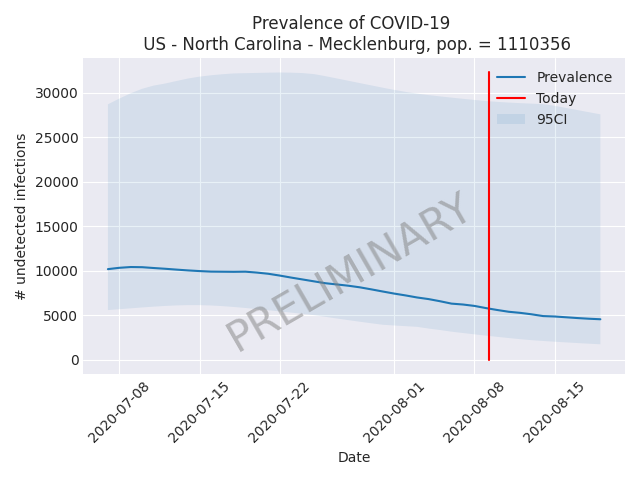 Prevalence of COVID-19
US - North Carolina - Mecklenburg, pop. = 1110356
30000
25000
20000
15000
10000
5000
0
# undetected infections
Prevalence
Today
95CI
PRELIMINARY
2020-07-08
2020-07-15
2020-07-22
2020-08-01
2020-08-08
2020-08-15
Date